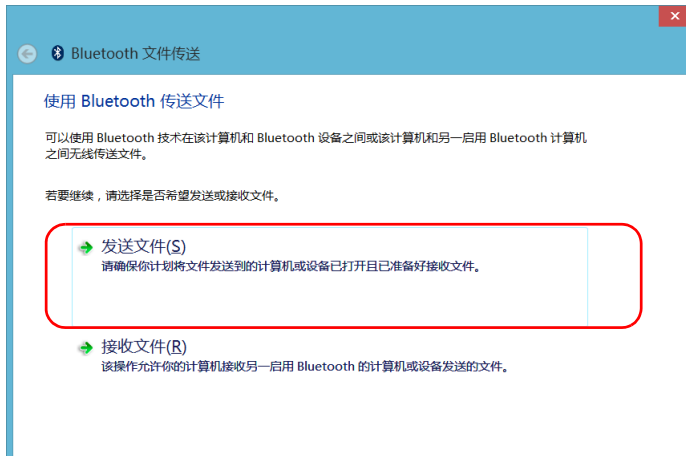 Bluetooth 文件传送
使用 Bluetooth 传送文件
可以使用 Bluetooth 技术在该计算机和 Bluetooth 设备之间或该计算机和另一启用 Bluetooth 计算机
之间无线传送文件。
若要继续，请选择是否希望发送或接收文件。
发送文件(S)
请确保你计划将文件发送到的计算机或设备已打开且已准备好接收文件。
接收文件(R)
该操作允许你的计算机接收另一启用 Bluetooth 的计算机或设备发送的文件。